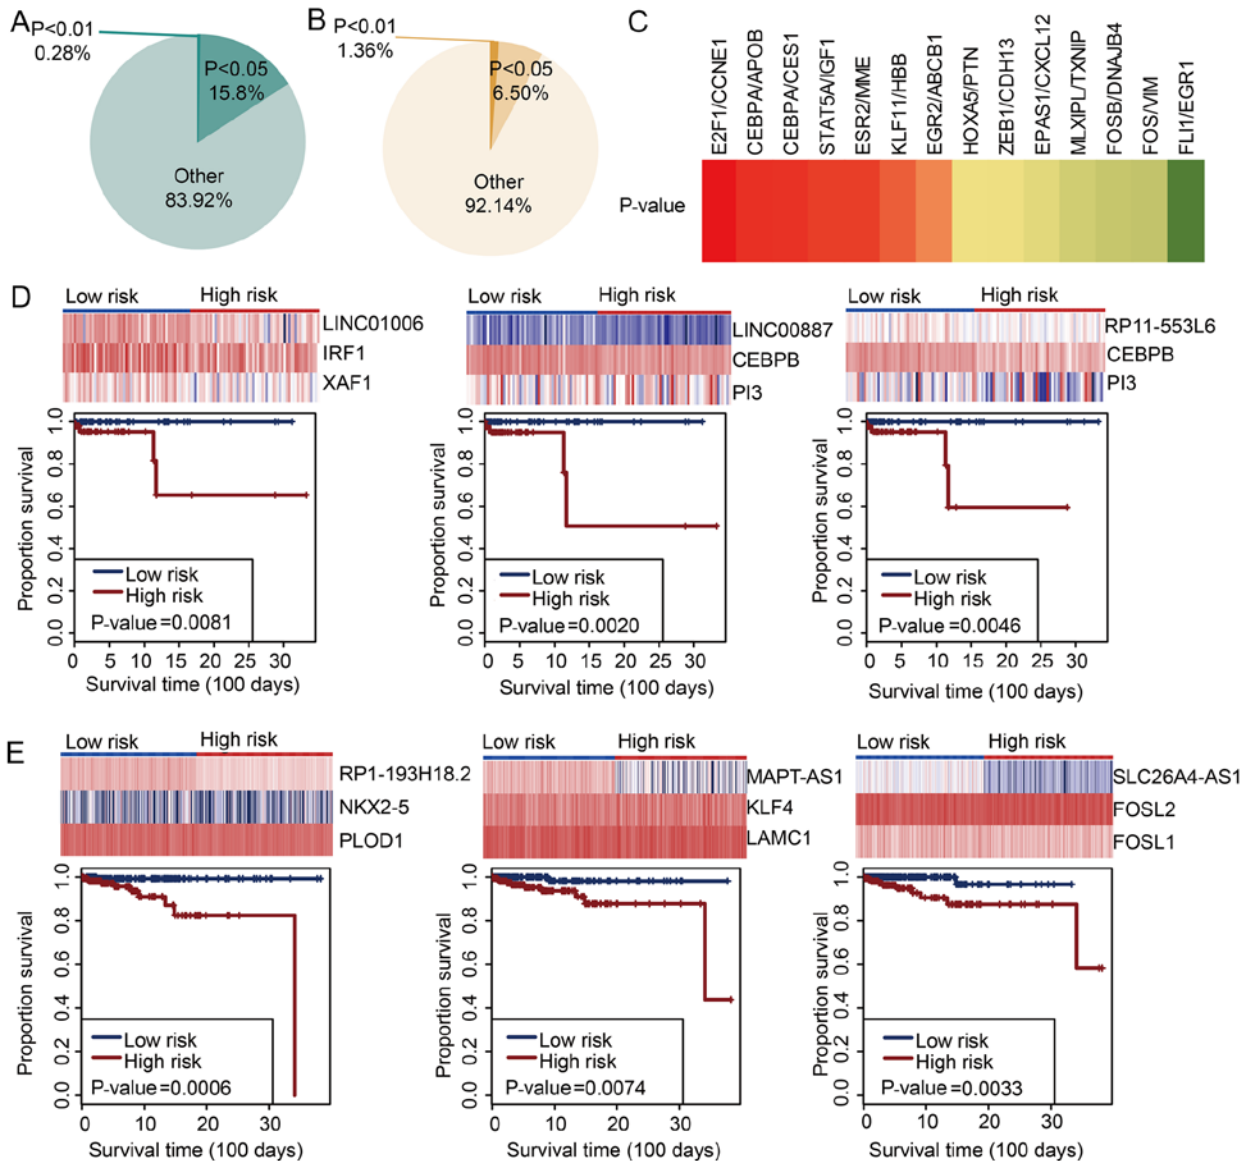 A
P<0.01
0.28%
P<0.05
15.8%
Other
83.92%
B
P<0.01
1.36%
P<0.05
6.50%
Other
92.14%
C
E2F1/CCNE1
CEBPA/APOB
CEBPA/CES1
STAT5A/IGF1
ESR2/MME
KLF11/HBB
EGR2/ABCB1
HOXA5/PTN
ZEB1/CDH13
EPAS1/CXCL12
MLXIPL/TXNIP
FOSB/DNAJB4
FOS/VIM
FLI1/EGR1
P-value
D
Low risk High risk
LINC01006
IRF1
XAF1
Proportion survival
1.0
0.8
0.6
0.4
0.2
0.0
Low risk
High risk
P-value=0.0081
0 5 10 15 20 25 30
Survival time (100 days)
Low risk High risk
LINC00887
CEBPB
PI3
Proportion survival
1.0
0.8
0.6
0.4
0.2
0.0
Low risk
High risk
P-value=0.0020
0 5 10 15 20 25 30
Survival time (100 days)
Low risk High risk
RP11-553L6
CEBPB
PI3
Proportion survival
1.0
0.8
0.6
0.4
0.2
0.0
Low risk
High risk
P-value=0.0046
0 5 10 15 20 25 30
Survival time (100 days)
E
Low risk High risk
RP1-193H18.2
NKX2-5
PLOD1
Proportion survival
1.0
0.8
0.6
0.4
0.2
0.0
Low risk
High risk
P-value=0.0006
0 10 20 30
Survival time (100 days)
Low risk High risk
MAPT-AS1
KLF4
LAMC1
Proportion survival
1.0
0.8
0.6
0.4
0.2
0.0
Low risk
High risk
P-value=0.0074
0 10 20 30
Survival time (100 days)
Low risk High risk
SLC26A4-AS1
FOSL2
FOSL1
Proportion survival
1.0
0.8
0.6
0.4
0.2
0.0
Low risk
High risk
P-value=0.0033
0 10 20 30
Survival time (100 days)